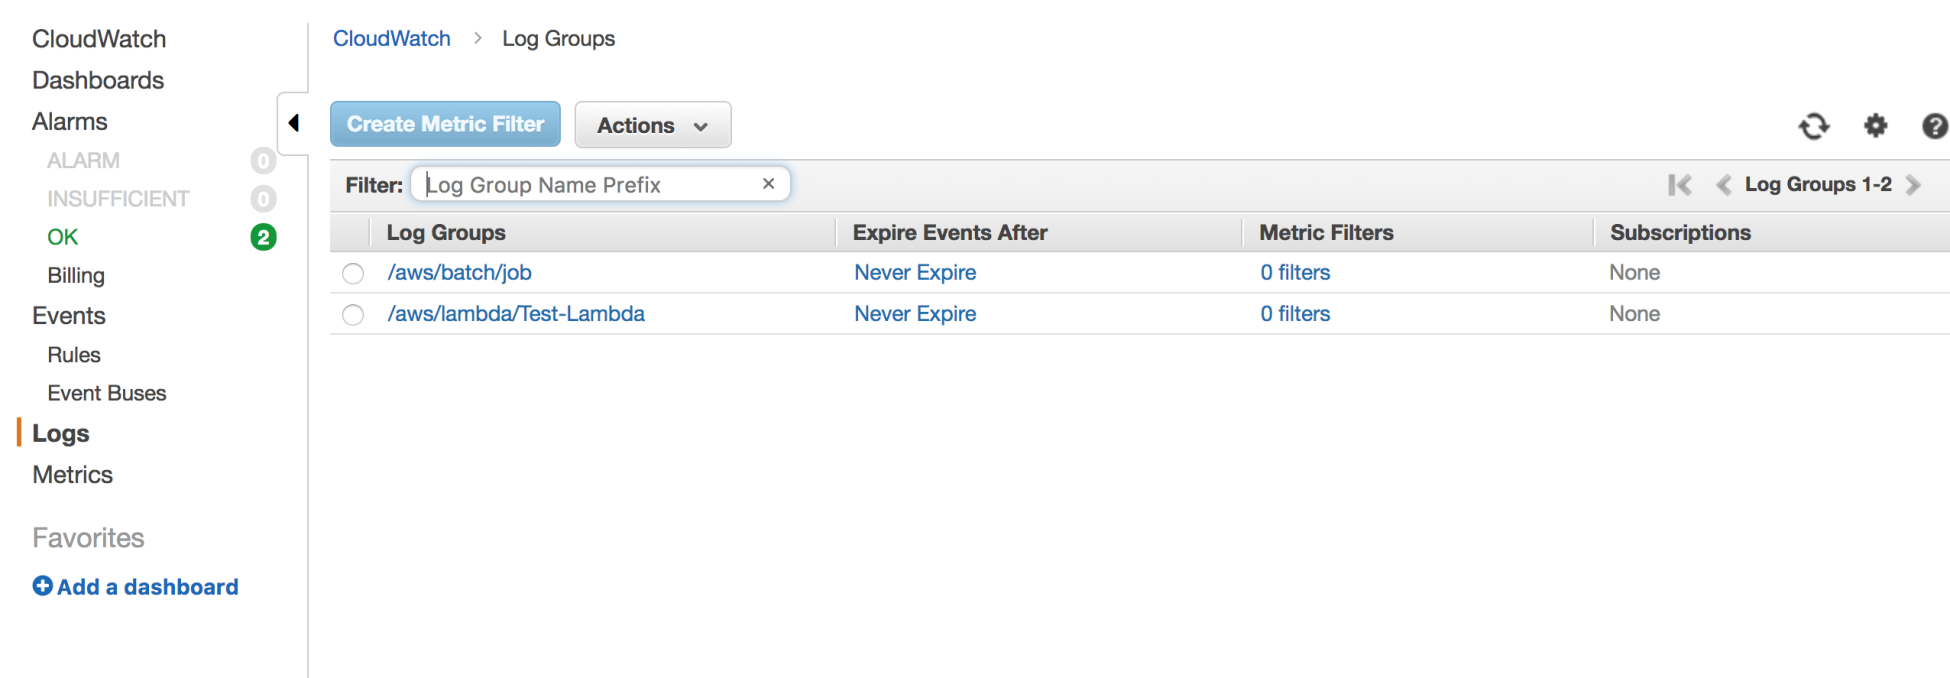 CloudWatch
Dashboards
Alarms
ALARM 0
INSUFFICIENT 0
OK 2
Billing
Events
Rules
Event Buses
Logs
Metrics
Favorites
Add a dashboard
CloudWatch > Log Groups
Create Metric Filter Actions
Filter: Log Group Name Prefix × Log Groups 1-2
Log Groups Expire Events After Metric Filters Subscriptions
/aws/batch/job Never Expire 0 filters None
/aws/lambda/Test-Lambda Never Expire 0 filters None